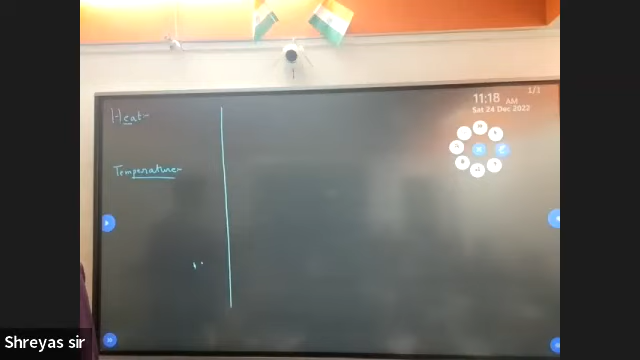 1/1
11:18 AM
Sat 24 Dec 2022
Heat-
Temperature-
Shreyas sir